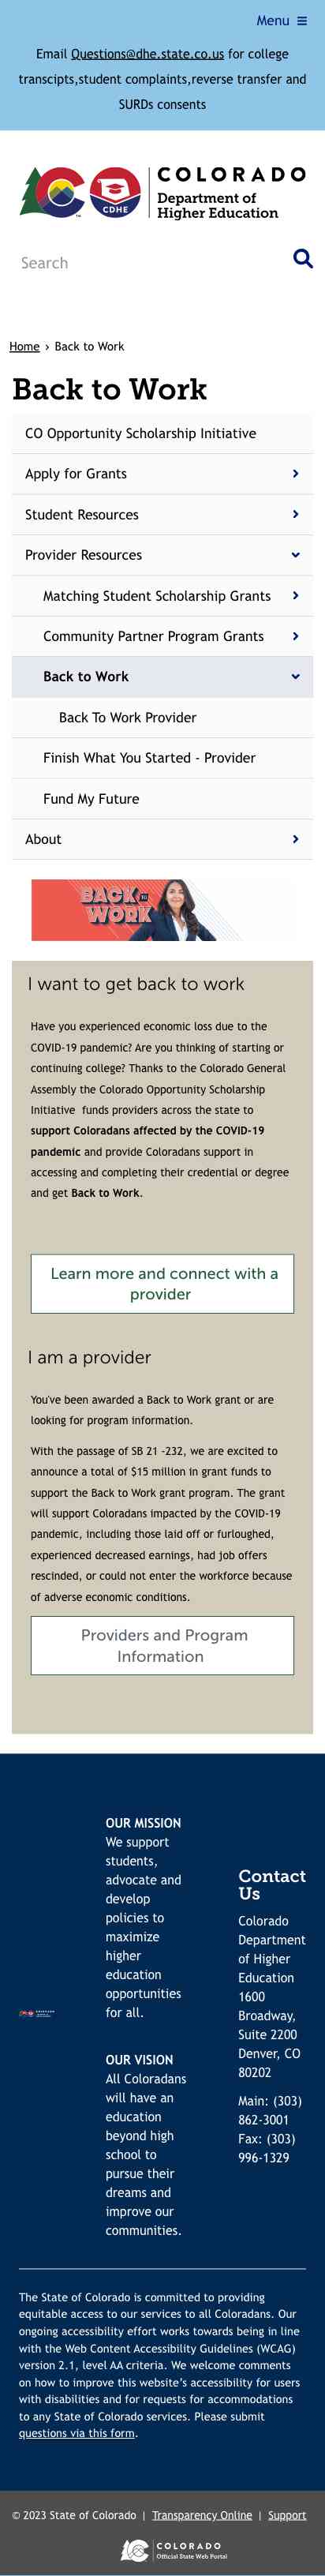 Menu
Email Questions@dhe.state.co.us for college
transcipts,student complaints,reverse transfer and
SURDs consents
COLORADO
CDHE
Department of
Higher Education
Search
Home › Back to Work
Back to Work
CO Opportunity Scholarship Initiative
Apply for Grants
Student Resources
Provider Resources
Matching Student Scholarship Grants
Community Partner Program Grants
Back to Work
Back To Work Provider
Finish What You Started - Provider
Fund My Future
About
BACK TO
WORK
I want to get back to work
Have you experienced economic loss due to the
COVID-19 pandemic? Are you thinking of starting or
continuing college? Thanks to the Colorado General
Assembly the Colorado Opportunity Scholarship
Initiative funds providers across the state to
support Coloradans affected by the COVID-19
pandemic and provide Coloradans support in
accessing and completing their credential or degree
and get Back to Work.
Learn more and connect with a
provider
I am a provider
You've been awarded a Back to Work grant or are
looking for program information.
With the passage of SB 21 -232, we are excited to
announce a total of $15 million in grant funds to
support the Back to Work grant program. The grant
will support Coloradans impacted by the COVID-19
pandemic, including those laid off or furloughed,
experienced decreased earnings, had job offers
rescinded, or could not enter the workforce because
of adverse economic conditions.
Providers and Program
Information
OUR MISSION
We support
students,
advocate and
develop
policies to
maximize
higher
education
opportunities
for all.
OUR VISION
All Coloradans
will have an
education
beyond high
school to
pursue their
dreams and
improve our
communities.
Contact
Us
Colorado
Department
of Higher
Education
1600
Broadway,
Suite 2200
Denver, CO
80202
Main: (303)
862-3001
Fax: (303)
996-1329
The State of Colorado is committed to providing
equitable access to our services to all Coloradans. Our
ongoing accessibility effort works towards being in line
with the Web Content Accessibility Guidelines (WCAG)
version 2.1, level AA criteria. We welcome comments
on how to improve this website's accessibility for users
with disabilities and for requests for accommodations
to any State of Colorado services. Please submit
questions via this form.
© 2023 State of Colorado | Transparency Online | Support
COLORADO
Official State Web Portal